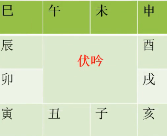 巳 午 未 申
辰 酉
伏吟
卯 戌
寅 丑 子 亥